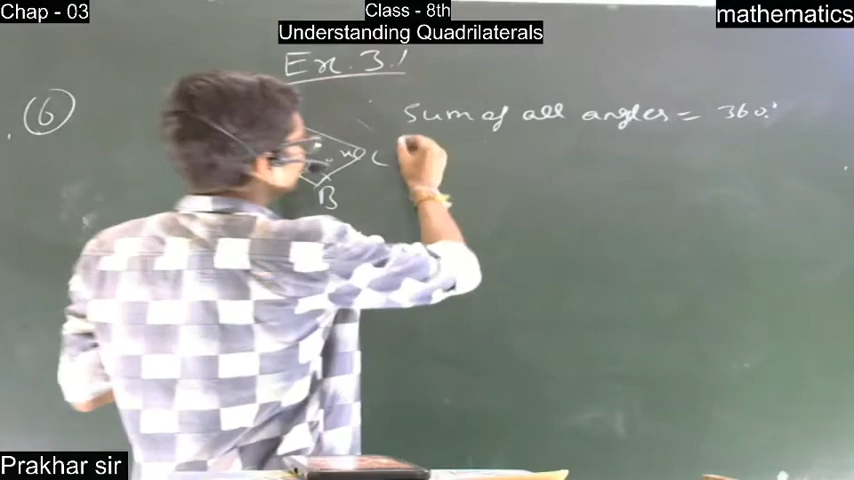 Chap - 03
Class - 8th
mathematics
Understanding Quadrilaterals
Ex. 3.1
6
Sum of all angles = 360°
C
B
Prakhar sir